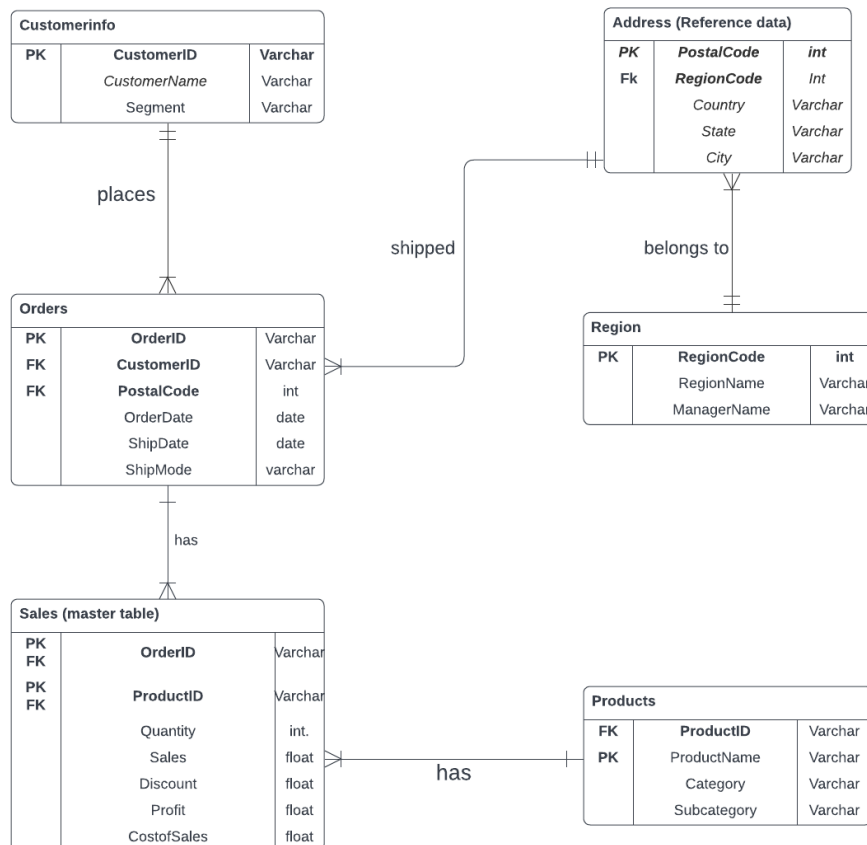 Customerinfo
PK CustomerID Varchar
CustomerName Varchar
Segment Varchar
Address (Reference data)
PK PostalCode int
Fk RegionCode Int
Country Varchar
State Varchar
City Varchar
places
shipped
belongs to
Orders
PK OrderID Varchar
FK CustomerID Varchar
FK PostalCode int
OrderDate date
ShipDate date
ShipMode varchar
Region
PK RegionCode int
RegionName Varchar
ManagerName Varchar
has
Sales (master table)
PK
FK OrderID Varchar
PK
FK ProductID Varchar
Quantity int.
Sales float
Discount float
Profit float
CostofSales float
has
Products
FK ProductID Varchar
PK ProductName Varchar
Category Varchar
Subcategory Varchar